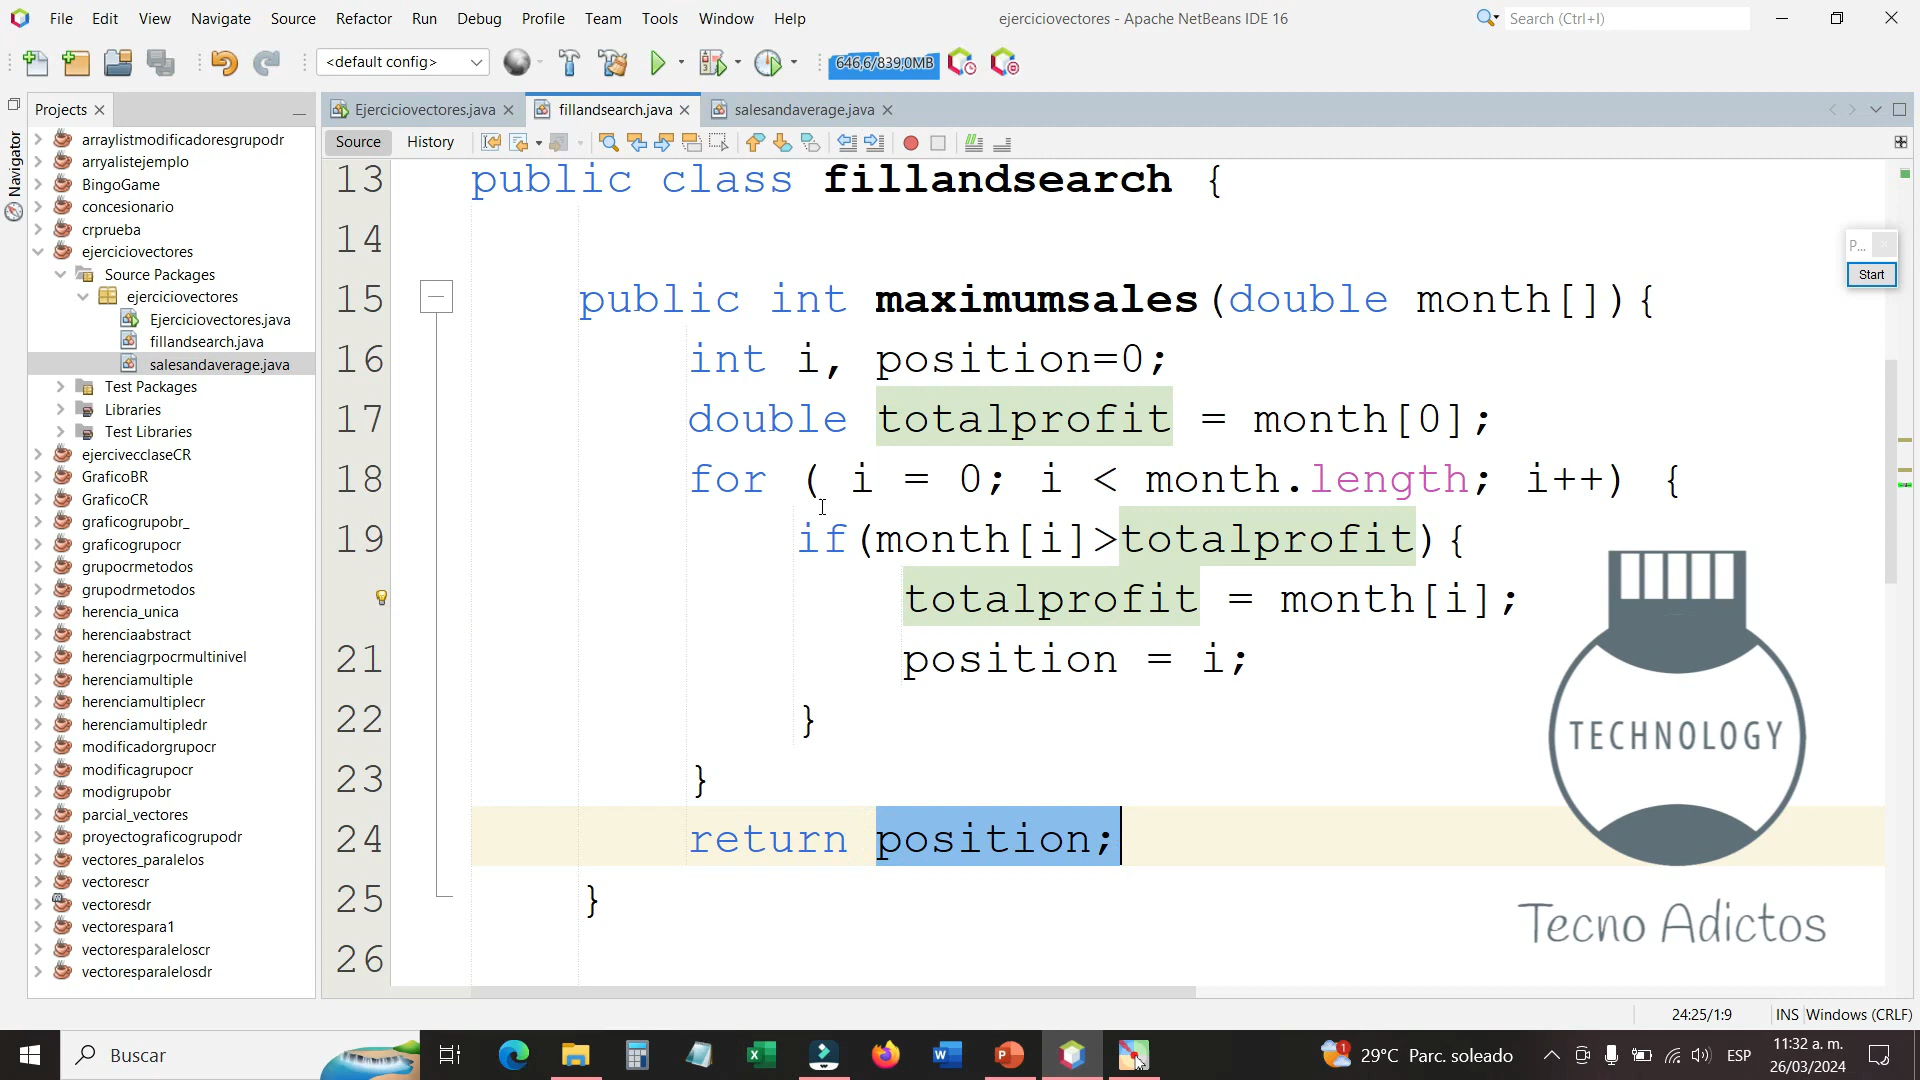 File Edit View Navigate Source Refactor Run Debug Profile Team Tools Window Help
ejerciciovectores - Apache NetBeans IDE 16
Search (Ctrl+I)
<default config>
646,6/839,0MB
Projects
Navigator
arraylistmodificadoresgrupodr
arryalistejemplo
BingoGame
concesionario
crprueba
ejerciciovectores
Source Packages
ejerciciovectores
Ejerciciovectores.java
fillandsearch.java
salesandaverage.java
Test Packages
Libraries
Test Libraries
ejercivecclaseCR
GraficoBR
GraficoCR
graficogrupobr_
graficogrupocr
grupocrmetodos
grupodrmetodos
herencia_unica
herenciaabstract
herenciagrpocrmultinivel
herenciamultiple
herenciamultiplecr
herenciamultipledr
modificadorgrupocr
modificagrupocr
modigrupobr
parcial_vectores
proyectograficogrupodr
vectores_paralelos
vectorescr
vectoresdr
vectorespara1
vectoresparaleloscr
vectoresparalelosdr
Ejerciciovectores.java fillandsearch.java salesandaverage.java
Source History
13 public class fillandsearch {
14
15 public int maximumsales(double month[]){
16 int i, position=0;
17 double totalprofit = month[0];
18 for ( i = 0; i < month.length; i++) {
19 if(month[i]>totalprofit){
totalprofit = month[i];
21 position = i;
22 }
23 }
24 return position;
25 }
26
P...
Start
TECHNOLOGY
Tecno Adictos
24:25/1:9 INS Windows (CRLF)
Buscar
29°C Parc. soleado
ESP
11:32 a. m.
26/03/2024